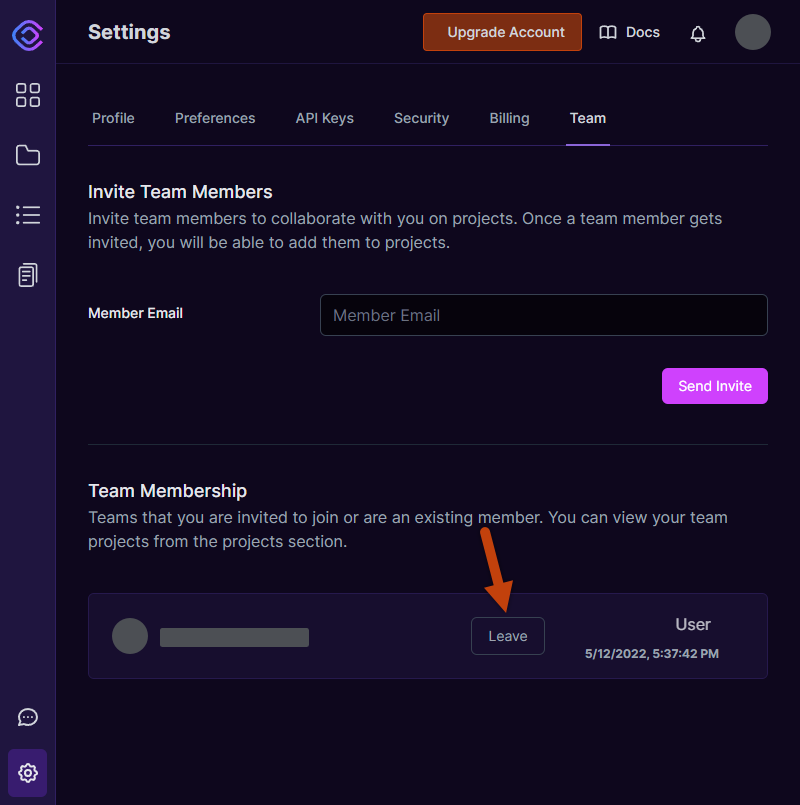 Settings
Upgrade Account
Docs
Profile
Preferences
API Keys
Security
Billing
Team
Invite Team Members
Invite team members to collaborate with you on projects. Once a team member gets
invited, you will be able to add them to projects.
Member Email
Member Email
Send Invite
Team Membership
Teams that you are invited to join or are an existing member. You can view your team
projects from the projects section.
Leave
User
5/12/2022, 5:37:42 PM